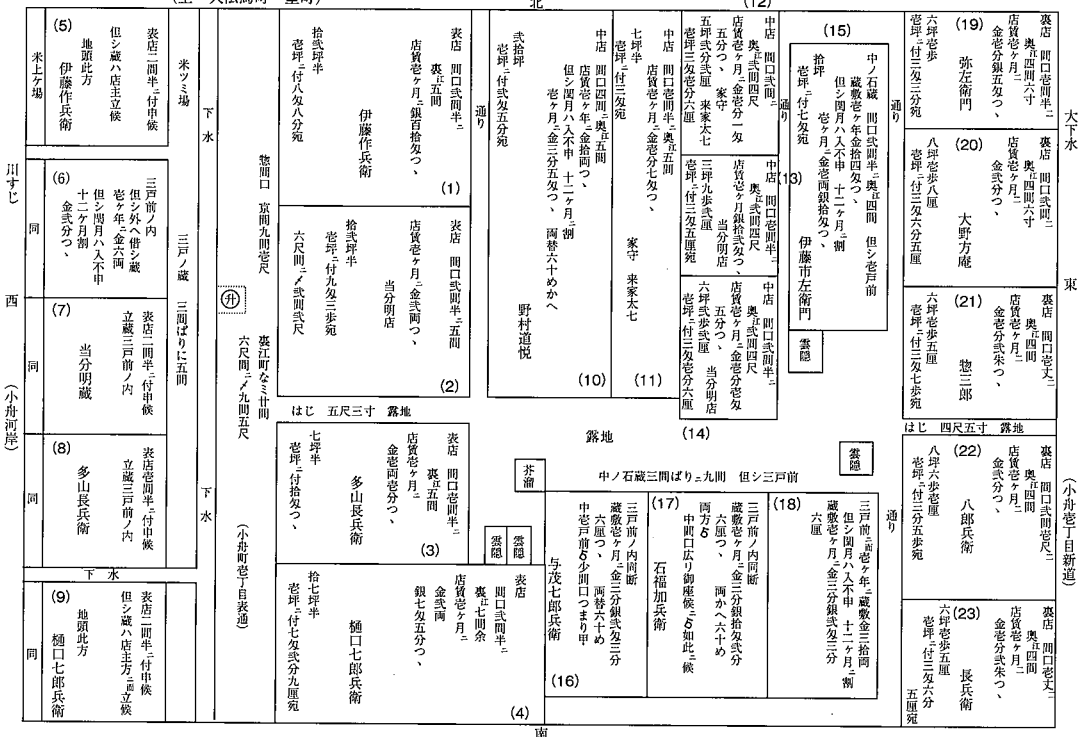 北
(12)
大下水
東
(小舟壱丁目新道)
南
西
川すじ
(小舟河岸)
裏店 間口壱間半ニ
奥江四間六寸
店賃壱ヶ月ニ
金壱分銀五匁つゝ
(19)
弥左衛門
六坪壱歩
壱坪ニ付三匁弐分宛
裏店 間口弐間ニ
奥江四間六寸
店賃壱ヶ月ニ
金弐分つゝ
(20)
大野方庵
八坪壱歩八厘
壱坪ニ付三匁六分五厘
裏店 間口壱丈ニ
奥江四間
店賃壱ヶ月ニ
金壱分弐朱つゝ
(21)
惣三郎
六坪壱歩五厘
壱坪ニ付三匁七歩宛
はじ 四尺五寸 露地
裏店 間口弐間壱尺ニ
奥江四間
店賃壱ヶ月ニ
金弐分つゝ
(22)
八郎兵衛
八坪六歩壱厘
壱坪ニ付三分五歩宛
裏店 間口壱丈ニ
奥江四間
店賃壱ヶ月ニ
金壱分弐朱つゝ
(23)
長兵衛
六坪壱歩五厘
壱坪ニ付三匁六分
五厘宛
通り
(15)
中ノ石蔵 間口弐間半ニ奥江四間 但シ壱戸前
蔵敷壱ヶ年金拾四匁つゝ
但シ閏月ハ入不申 十二ヶ月ニ割
壱ヶ月ニ金壱両銀拾匁つゝ
伊藤市左衛門
拾坪
壱坪ニ付七匁宛
雲隠
通り
中店 間口弐間ニ
奥江弐間四尺
店賃壱ヶ月ニ金壱分一匁
五分つゝ 家守
五坪弐分弐厘 来家太七
壱坪ニ付三匁壱分六厘
(13)
中店 間口壱間ニ
奥江弐間四尺
店賃壱ヶ月銀拾弐匁つゝ
当分明店
三坪九歩弐厘
壱坪ニ付三匁五厘宛
中店 間口弐間半ニ
奥江弐間四尺
店賃壱ヶ月ニ金壱分壱匁
五分つゝ 当分明店
六坪弐歩弐厘
壱坪ニ付三匁壱分六厘
(14)
中店 間口壱間半ニ奥五間
店賃壱ヶ月ニ金壱分七匁つゝ
家守 来家太七
七坪半
壱坪ニ付三匁宛
(11)
中店 間口四間ニ奥江五間
店賃壱ヶ年ニ金拾両つゝ
但シ閏月ハ入不申 十二ヶ月ニ割
壱ヶ月ニ金三分五匁つゝ 両替六十めかへ
野村道悦
弐拾坪
壱坪ニ付弐匁五分宛
(10)
通り
露地
雲隠
中ノ石蔵三間ばりニ九間 但シ三戸前
通り
三戸前ニ而壱ヶ年ニ蔵敷金三拾両
但シ閏月ハ入不申 十二ヶ月ニ割
蔵敷壱ヶ月ニ金三分銀弐匁三分
六厘
(18)
三戸前ノ内同断
蔵敷壱ヶ月ニ金三分銀拾匁弐分
六厘つゝ 両かへ六十め
両方ゟ
中間口広り御座候ニゟ如此ニ候
石福加兵衛
(17)
三戸前ノ内同断
蔵敷壱ヶ月ニ金三分銀弐匁三分
六厘つゝ 両替六十め
中壱戸前ゟ少間口つまり甲
与茂七郎兵衛
(16)
芥溜
雲隠
雲隠
表店 間口弐間半ニ
裏江五間
店賃壱ヶ月ニ銀百拾匁つゝ
伊藤作兵衛
拾弐坪半
壱坪ニ付八匁八分宛
(1)
表店 間口弐間半ニ五間
店賃壱ヶ月ニ金弐両つゝ
当分明店
拾弐坪半
壱坪ニ付九匁三歩宛
六尺間ニ〆弐間弐尺
(2)
はじ 五尺三寸 露地
表店 間口壱間半ニ
裏江五間
店賃壱ヶ月ニ
金壱両壱分つゝ
多山長兵衛
七坪半
壱坪ニ付拾匁つゝ
(3)
表店
間口弐間半ニ
裏江七間余
店賃壱ヶ月ニ
金弐両
銀七匁五分つゝ
樋口七郎兵衛
拾七坪半
壱坪ニ付七匁弐分九厘宛
(4)
惣間口 京間九間壱尺
裏江町なミ廿間
六尺間ニ〆九間五尺
升
(小舟町壱丁目表通)
下水
下水
下水
米ツミ場
三戸ノ蔵 三間ばりに五間
表店二間半ニ付申候
但シ蔵ハ店主立候
地頭此方
伊藤作兵衛
(5)
米上ケ場
三戸前ノ内
但シ外ヘ借シ蔵
壱ヶ年ニ金六両
但シ閏月ハ入不申
十二ヶ月割
金弐分つゝ
(6)
同
表店二間半ニ付申候
立蔵三戸前ノ内
当分明蔵
(7)
同
表店壱間半ニ付申候
立蔵三戸前ノ内
多山長兵衛
(8)
同
表店二間半ニ付申候
但シ蔵ハ店主方ニ而立候
地頭此方
樋口七郎兵衛
(9)
同